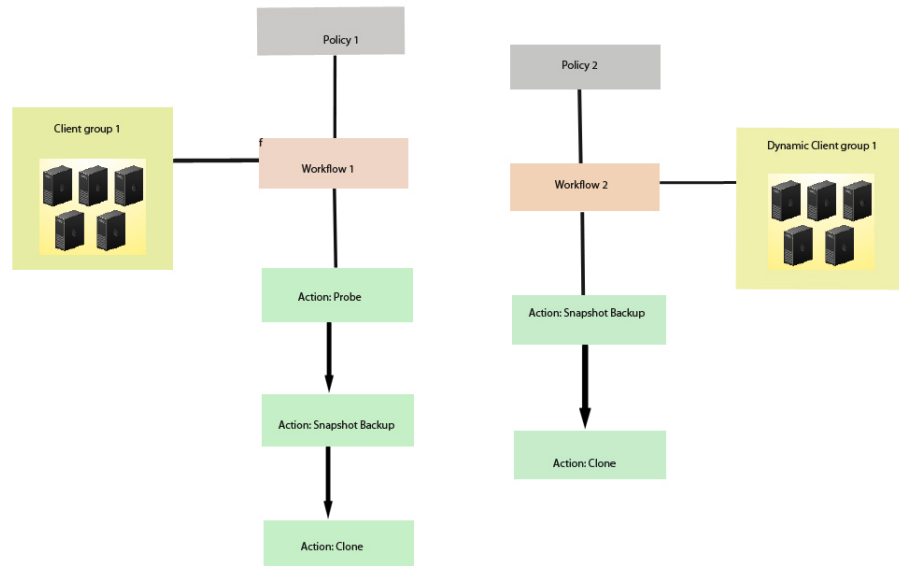 Policy 1
Client group 1
f
Workflow 1
Action: Probe
Action: Snapshot Backup
Action: Clone
Policy 2
Workflow 2
Dynamic Client group 1
Action: Snapshot Backup
Action: Clone